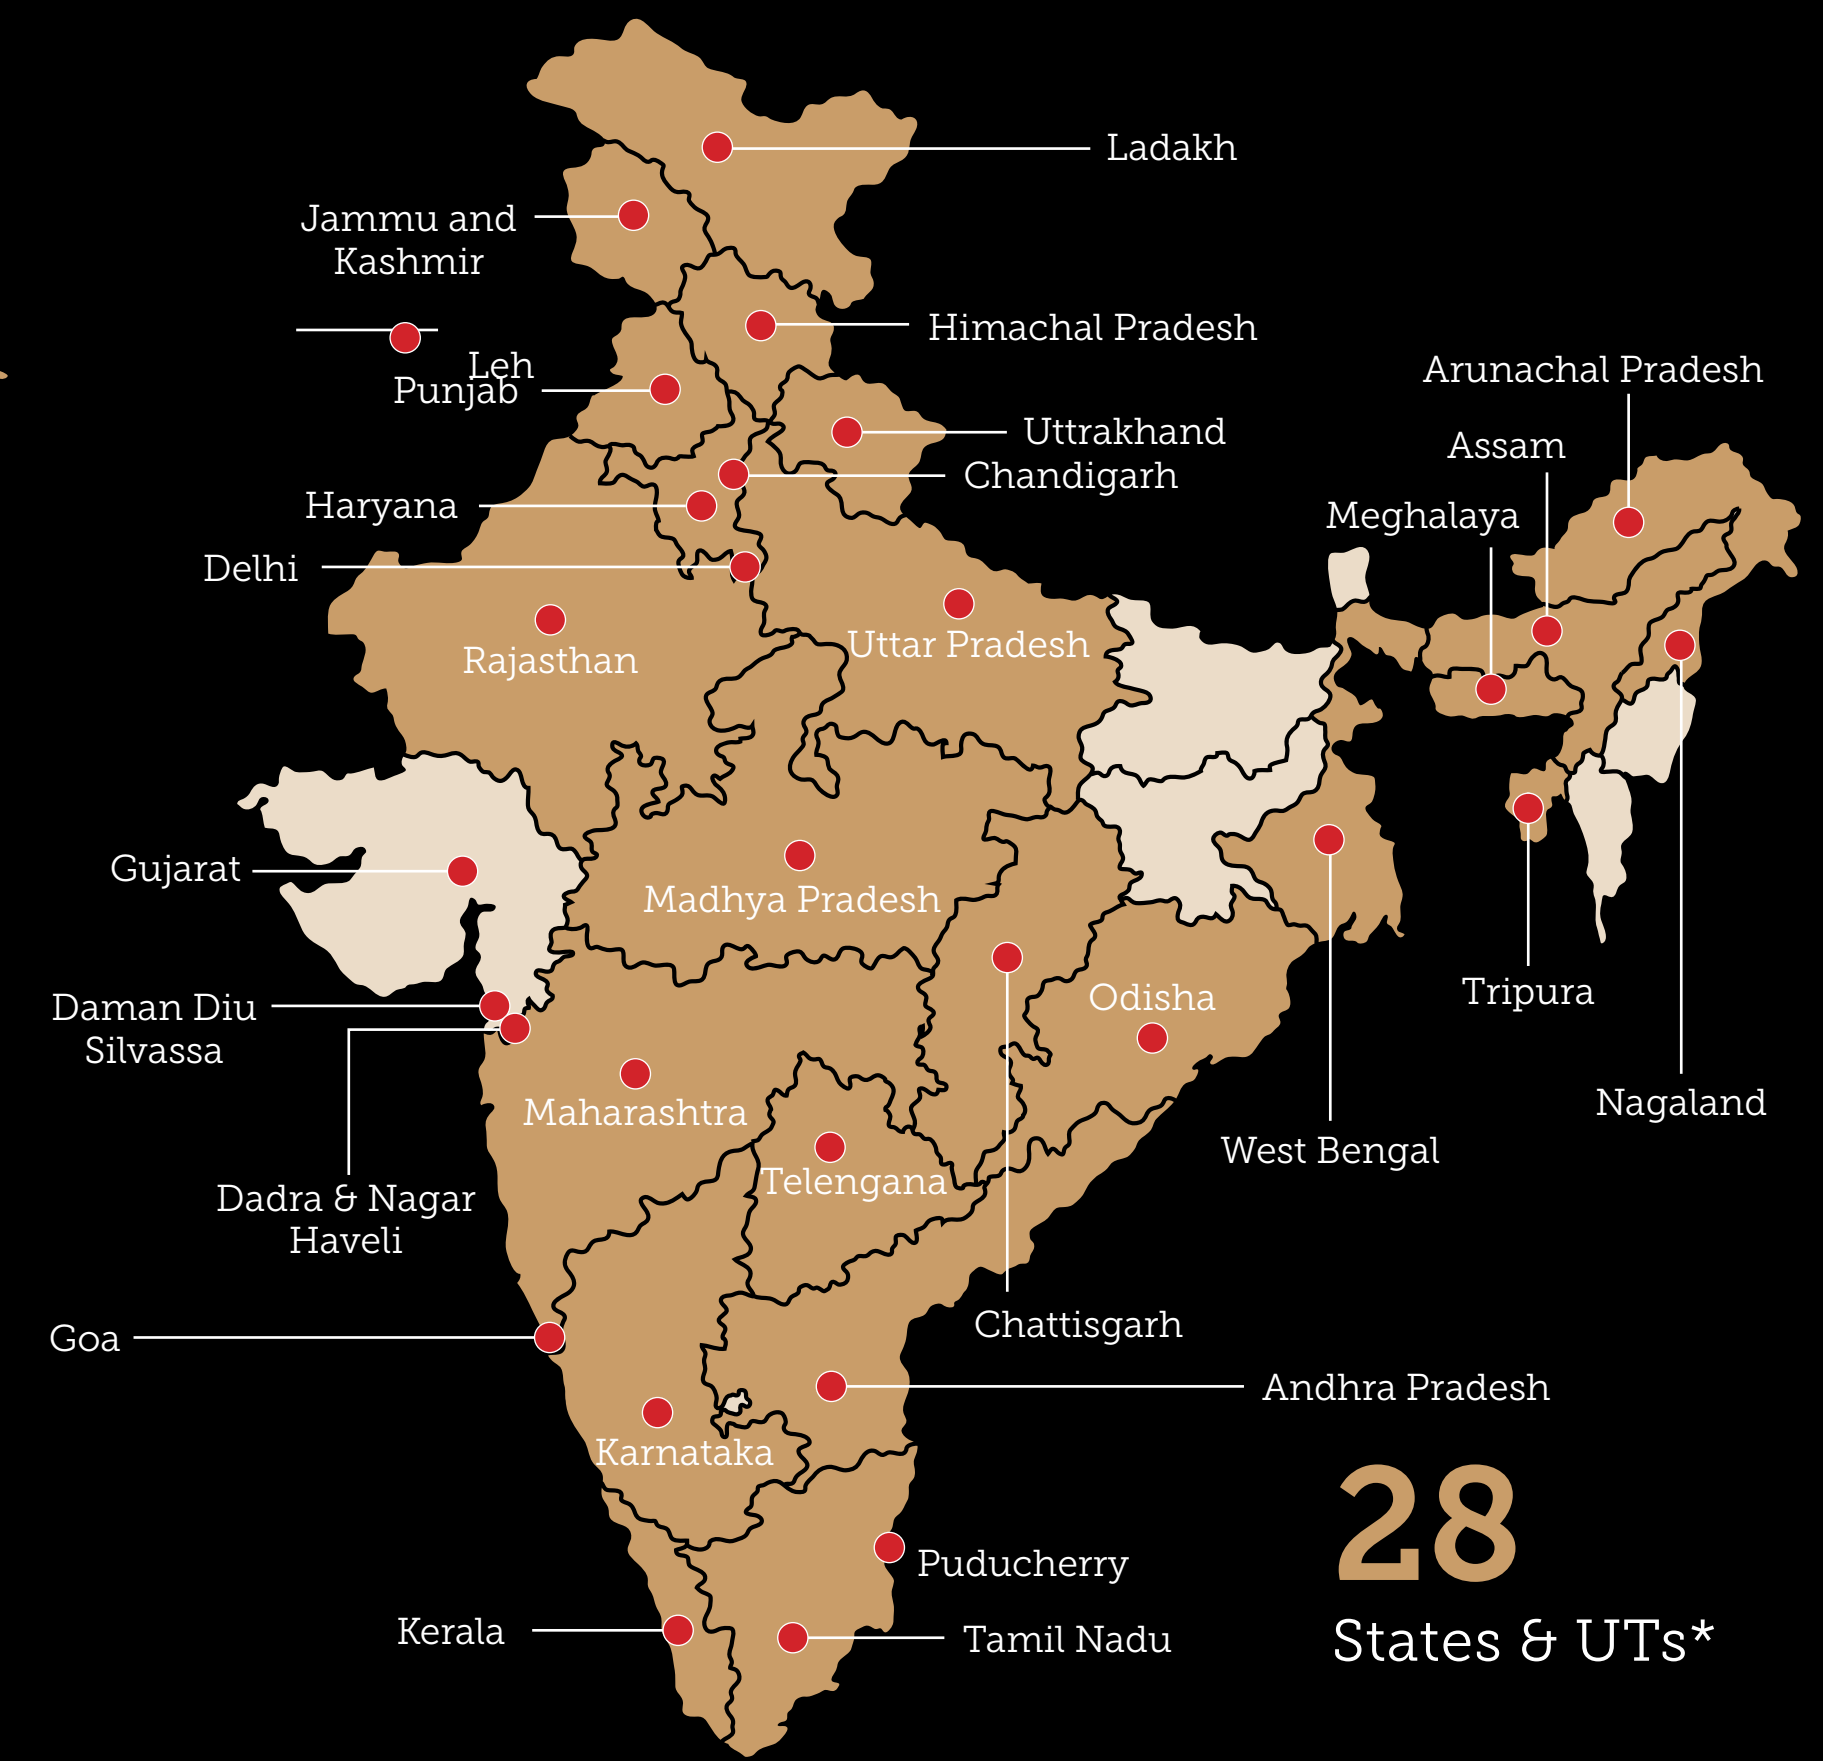 Ladakh
Jammu and
Kashmir
Himachal Pradesh
Leh
Punjab
Arunachal Pradesh
Uttrakhand
Assam
Chandigarh
Haryana
Meghalaya
Delhi
Uttar Pradesh
Rajasthan
Gujarat
Madhya Pradesh
Tripura
Odisha
Daman Diu
Silvassa
Nagaland
Maharashtra
West Bengal
Telengana
Dadra & Nagar
Haveli
Chattisgarh
Goa
Andhra Pradesh
Karnataka
28
Puducherry
Kerala
Tamil Nadu
States & UTs*